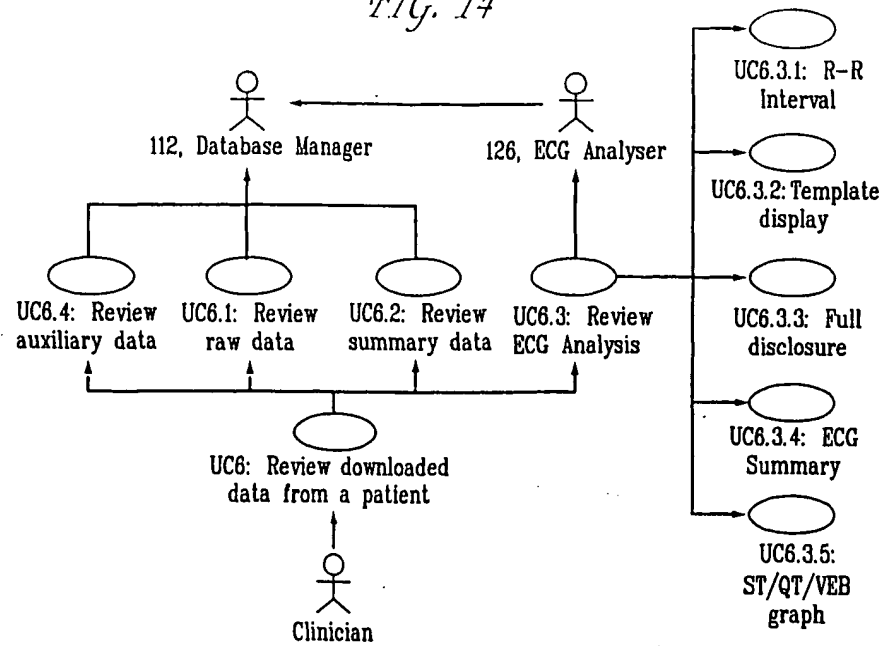 FIG. 14
112, Database Manager
126, ECG Analyser
UC6.4: Review
auxiliary data
UC6.1: Review
raw data
UC6.2: Review
summary data
UC6.3: Review
ECG Analysis
UC6: Review downloaded
data from a patient
Clinician
UC6.3.1: R-R
Interval
UC6.3.2: Template
display
UC6.3.3: Full
disclosure
UC6.3.4: ECG
Summary
UC6.3.5:
ST/QT/VEB
graph